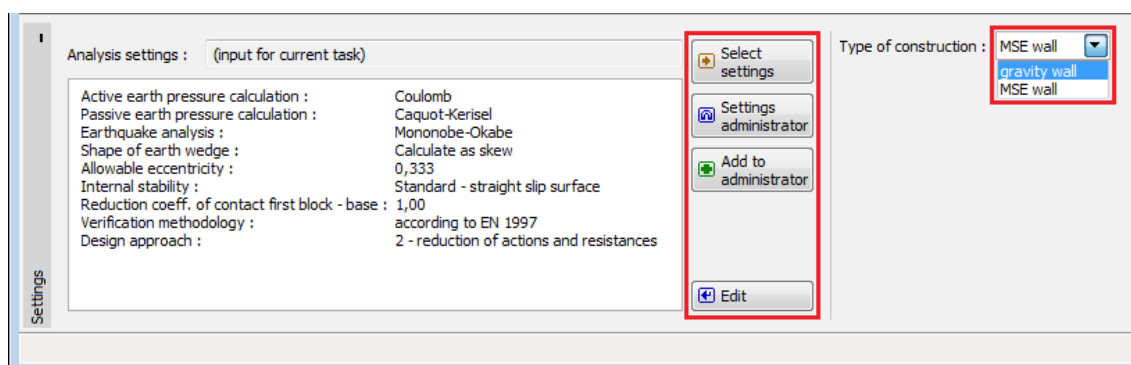 Analysis settings : (input for current task)
Active earth pressure calculation : Coulomb
Passive earth pressure calculation : Caquot-Kerisel
Earthquake analysis : Mononobe-Okabe
Shape of earth wedge : Calculate as skew
Allowable eccentricity : 0,333
Internal stability : Standard - straight slip surface
Reduction coeff. of contact first block - base : 1,00
Verification methodology : according to EN 1997
Design approach : 2 - reduction of actions and resistances
Settings
Select
settings
Settings
administrator
Add to
administrator
Edit
Type of construction : MSE wall
gravity wall
MSE wall